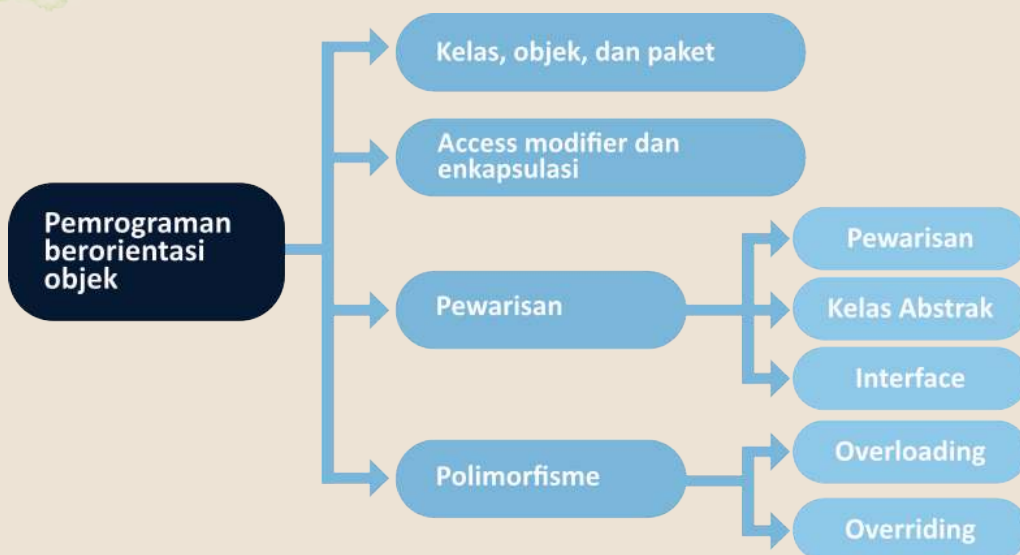 Pemrograman
berorientasi
objek
Kelas, objek, dan paket
Access modifier dan
enkapsulasi
Pewarisan
Pewarisan
Kelas Abstrak
Interface
Polimorfisme
Overloading
Overriding